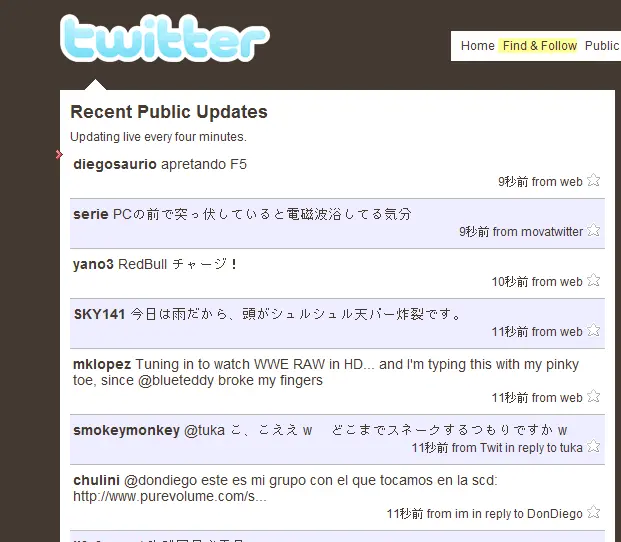 twitter
Home Find & Follow Public
Recent Public Updates
Updating live every four minutes.
diegosaurio apretando F5
9秒前 from web
serie PCの前で突っ伏していると電磁波浴してる気分
9秒前 from movatwitter
yano3 RedBull チャージ！
10秒前 from web
SKY141 今日は雨だから、頭がシュルシュル天パー炸裂です。
11秒前 from web
mklopez Tuning in to watch WWE RAW in HD... and I'm typing this with my pinky
toe, since @blueteddy broke my fingers
11秒前 from web
smokeymonkey @tuka こ、こええｗ　どこまでスネークするつもりですかｗ
11秒前 from Twit in reply to tuka
chulini @dondiego este es mi grupo con el que tocamos en la scd:
http://www.purevolume.com/s...
11秒前 from im in reply to DonDiego